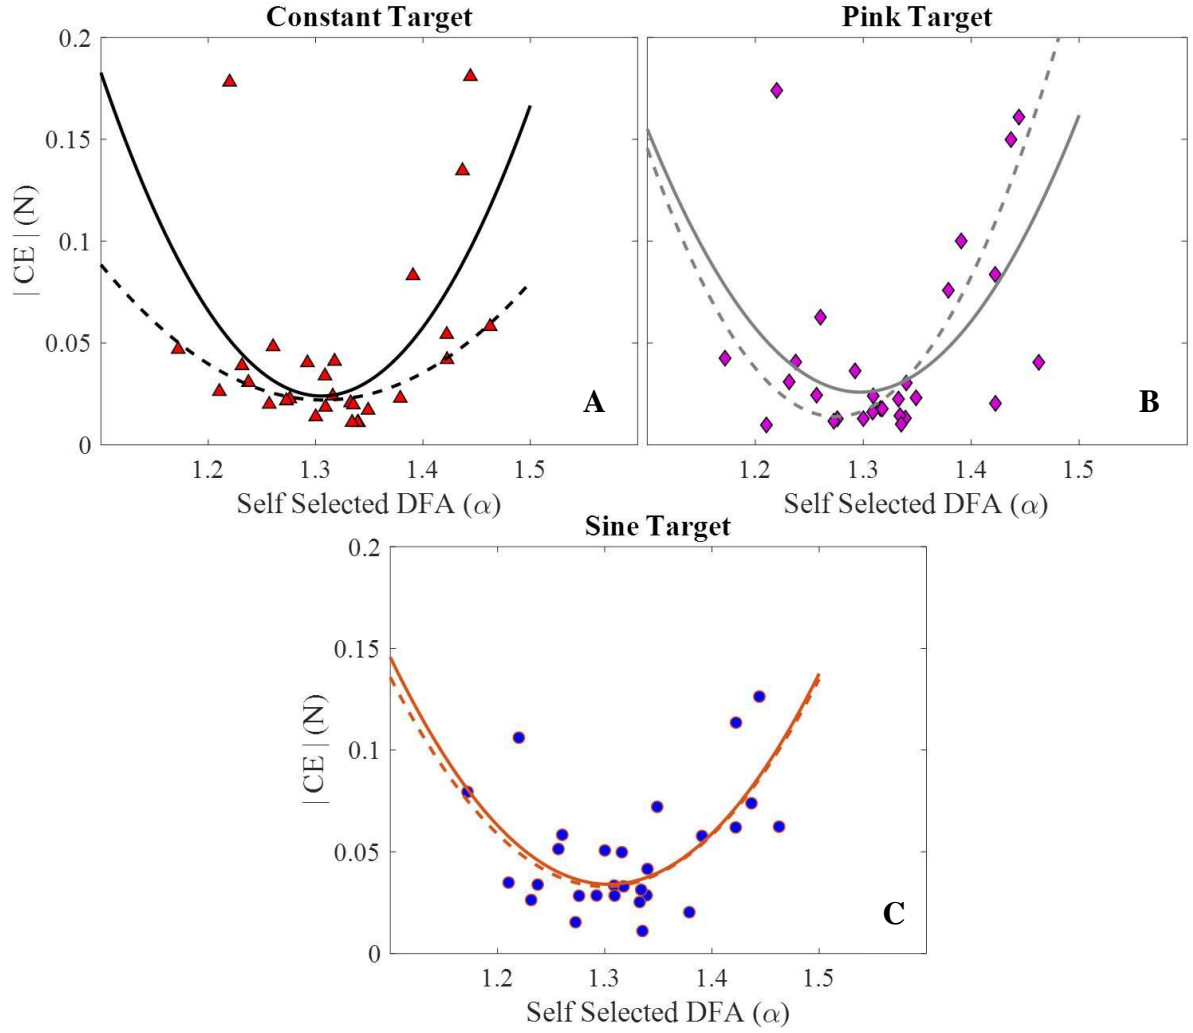 Constant Target
Pink Target
0.2
0.15
0.1
0.05
0
| CE | (N)
A
B
1.2 1.3 1.4 1.5
1.2 1.3 1.4 1.5
Self Selected DFA (α)
Self Selected DFA (α)
Sine Target
0.2
0.15
0.1
0.05
0
| CE | (N)
C
1.2 1.3 1.4 1.5
Self Selected DFA (α)